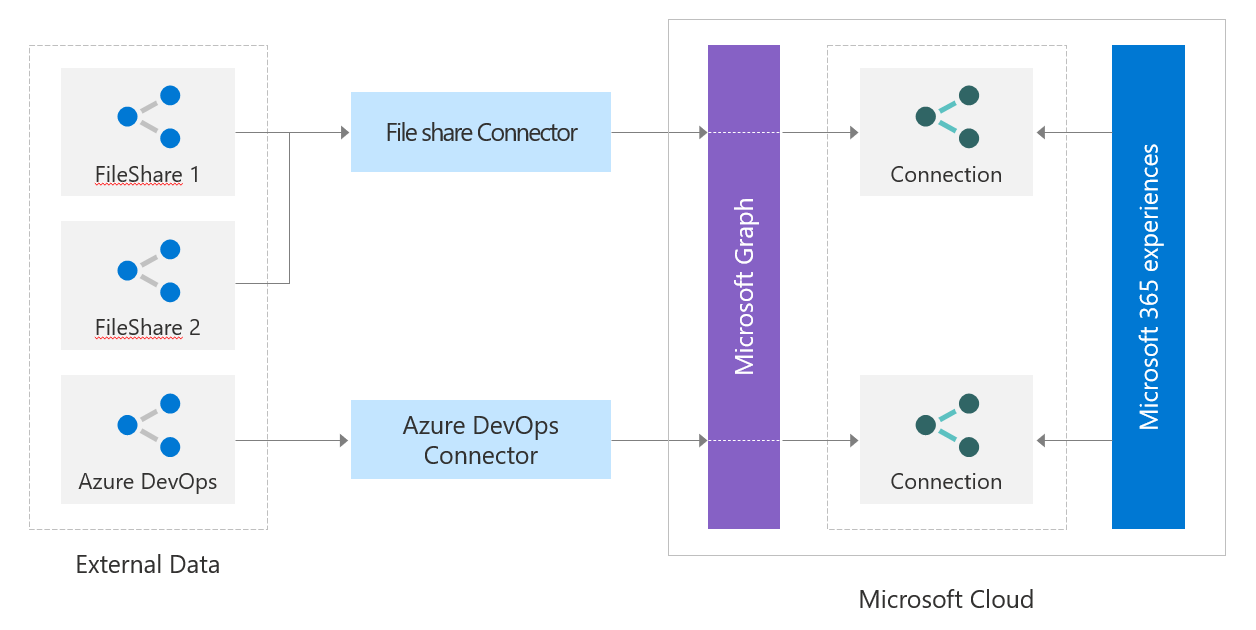 FileShare 1
FileShare 2
Azure DevOps
External Data
File share Connector
Azure DevOps
Connector
Microsoft Graph
Connection
Connection
Microsoft 365 experiences
Microsoft Cloud